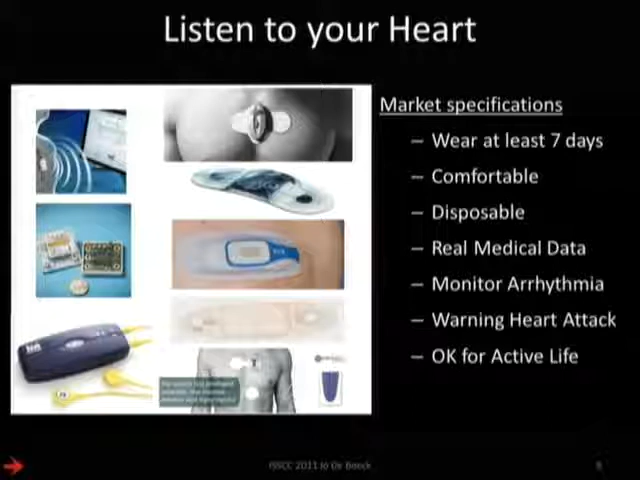 Listen to your Heart
Market specifications
– Wear at least 7 days
– Comfortable
– Disposable
– Real Medical Data
– Monitor Arrhythmia
– Warning Heart Attack
– OK for Active Life
ISSCC 2011 Jo De Boeck
8